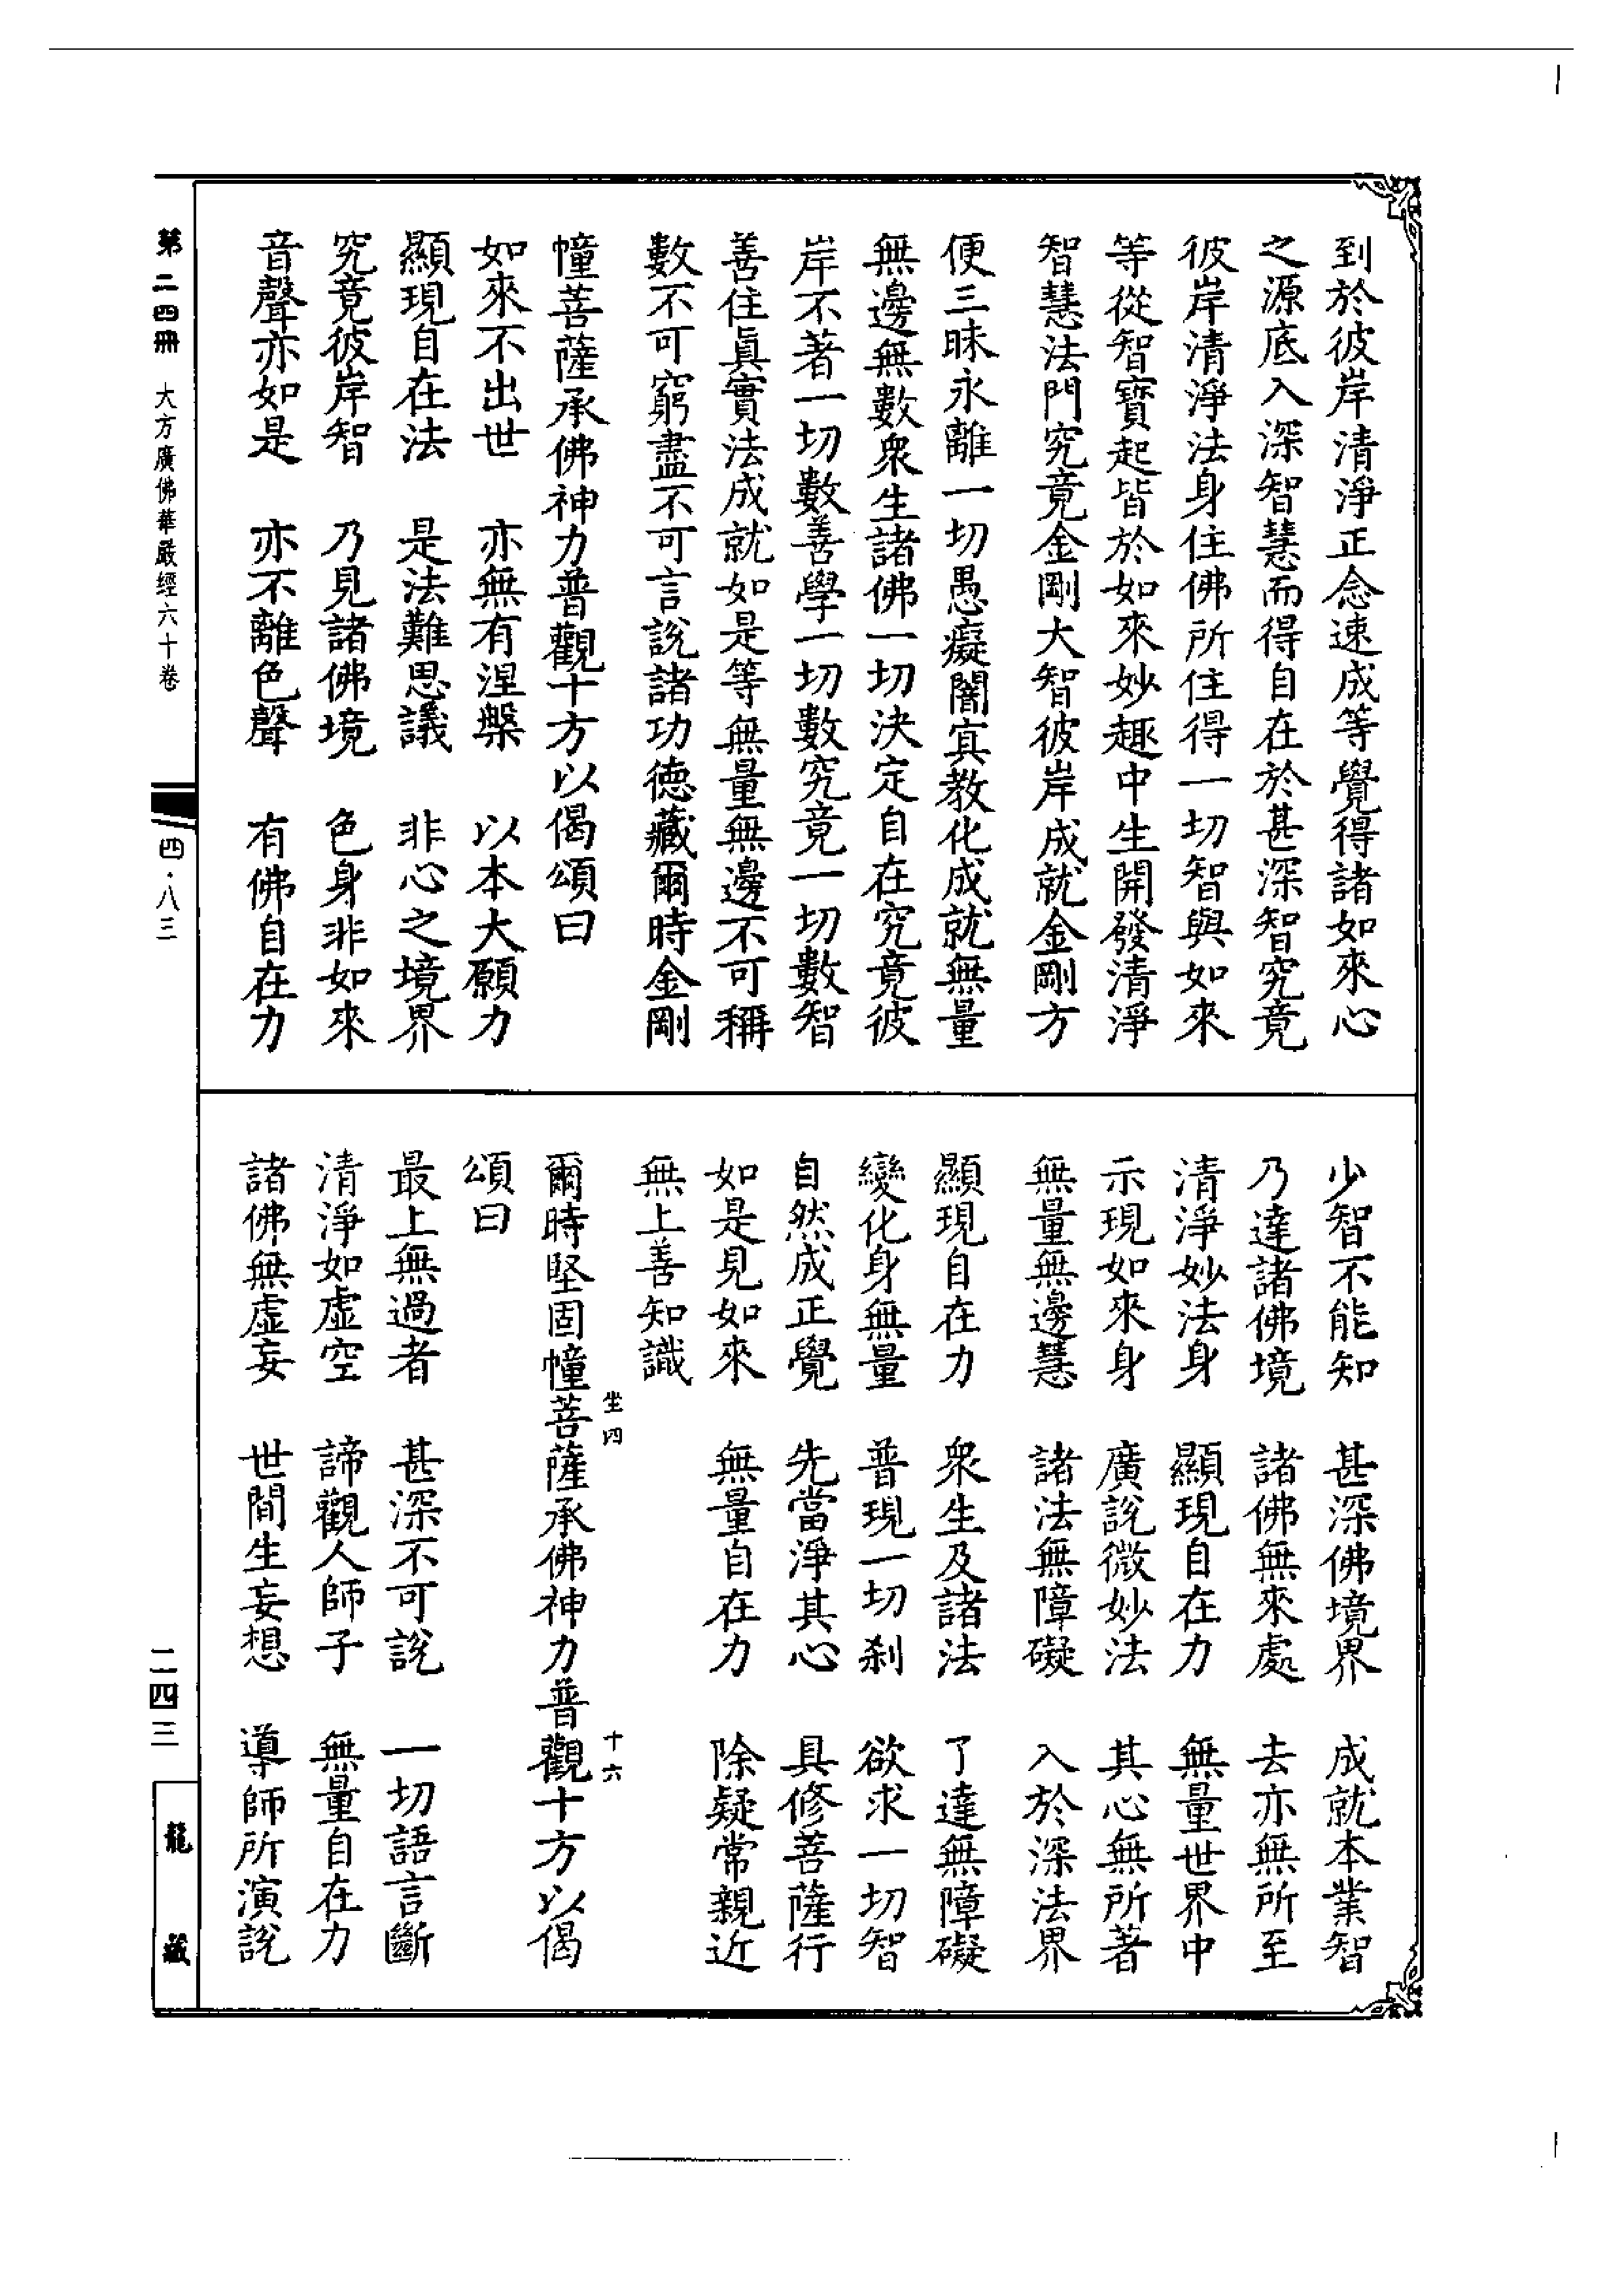 到於彼岸清淨正念速成等覺得諸如來心
之源底入深智慧而得自在於甚深智究竟
彼岸清淨法身住佛所住得一切智與如來
等從智寶起皆於如來妙趣中生開發清淨
智慧法門究竟金剛大智彼岸成就金剛方
便三昧永離一切愚癡闇冥教化成就無量
無邊無數衆生諸佛一切決定自在究竟彼
岸不著一切數善學一切數究竟一切數智
善住真實法成就如是等無量無邊不可稱
數不可窮盡不可言說諸功德藏爾時金剛
幢菩薩承佛神力普觀十方以偈頌曰
如來不出世 亦無有涅槃 以本大願力
顯現自在法 是法難思議 非心之境界
究竟彼岸智 乃見諸佛境 色身非如來
音聲亦如是 亦不離色聲 有佛自在力
少智不能知 甚深佛境界 成就本業智
乃達諸佛境 諸佛無來處 去亦無所至
清淨妙法身 顯現自在力 無量世界中
示現如來身 廣說微妙法 其心無所著
無量無邊慧 諸法無障礙 入於深法界
顯現自在力 衆生及諸法 了達無障礙
變化身無量 普現一切刹 欲求一切智
自然成正覺 先當淨其心 具修菩薩行
如是見如來 無量自在力 除疑常親近
無上善知識
坐四 十六
爾時堅固幢菩薩承佛神力普觀十方以偈
頌曰
最上無過者 甚深不可說 一切語言斷
清淨如虛空 諦觀人師子 無量自在力
諸佛無虛妄 世間生妄想 導師所演說
第二四冊 大方廣佛華嚴經六十卷 四·八三 二四三 龍藏